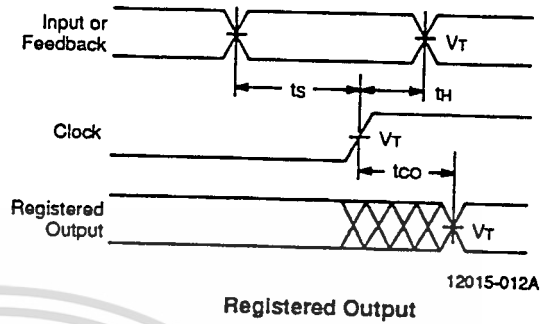 Input or
Feedback
VT
tS
tH
Clock
VT
tCO
Registered
Output
VT
12015-012A
Registered Output